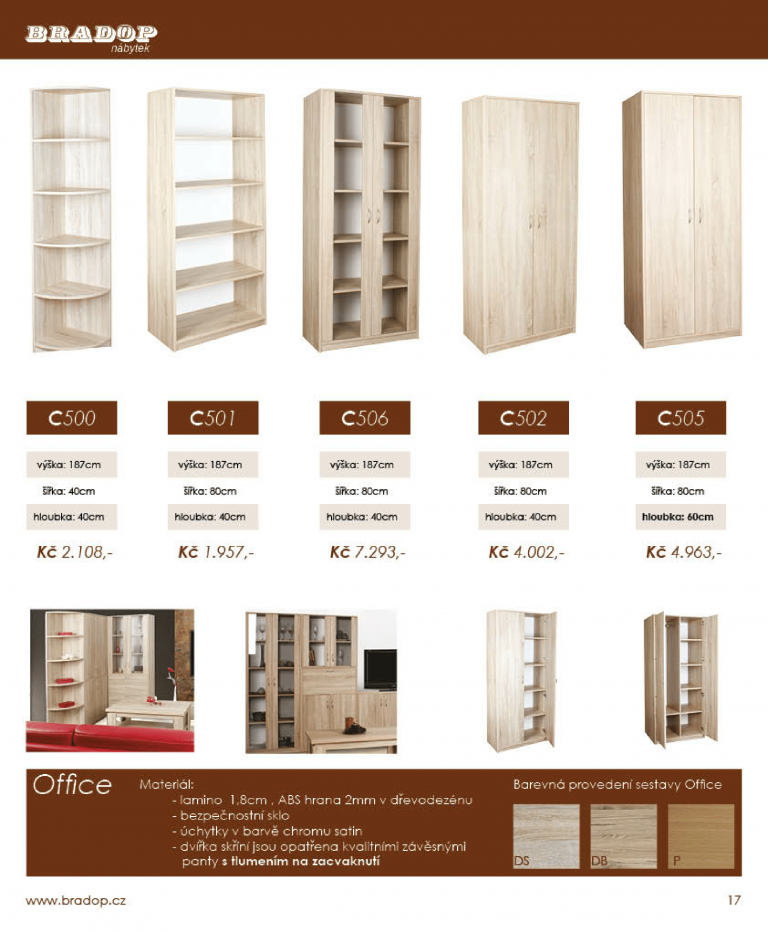 BRADOP
nábytek
C500
výška: 187cm
šířka: 40cm
hloubka: 40cm
Kč 2.108,-
C501
výška: 187cm
šířka: 80cm
hloubka: 40cm
Kč 1.957,-
C506
výška: 187cm
šířka: 80cm
hloubka: 40cm
Kč 7.293,-
C502
výška: 187cm
šířka: 80cm
hloubka: 40cm
Kč 4.002,-
C505
výška: 187cm
šířka: 80cm
hloubka: 60cm
Kč 4.963,-
Office
Materiál:
- lamino 1,8cm , ABS hrana 2mm v dřevodezénu
- bezpečnostní sklo
- úchytky v barvě chromu satin
- dvířka skříní jsou opatřena kvalitními závěsnými
panty s tlumením na zacvaknutí
Barevná provedení sestavy Office
DS
DB
P
www.bradop.cz
17